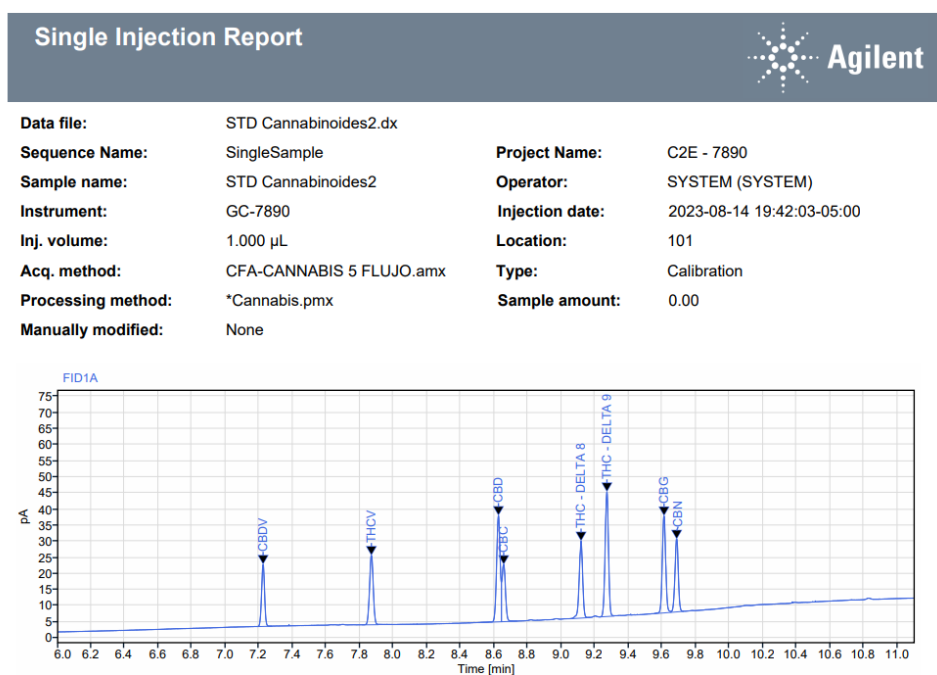 Single Injection Report
Agilent
Data file: STD Cannabinoides2.dx
Sequence Name: SingleSample Project Name: C2E - 7890
Sample name: STD Cannabinoides2 Operator: SYSTEM (SYSTEM)
Instrument: GC-7890 Injection date: 2023-08-14 19:42:03-05:00
Inj. volume: 1.000 µL Location: 101
Acq. method: CFA-CANNABIS 5 FLUJO.amx Type: Calibration
Processing method: *Cannabis.pmx Sample amount: 0.00
Manually modified: None
FID1A
75
70
65
60
55
50
45
40
35
30
25
20
15
10
5
0
pA
CBDV
THCV
CBD
CBC
THC - DELTA 8
THC - DELTA 9
CBG
CBN
6.0 6.2 6.4 6.6 6.8 7.0 7.2 7.4 7.6 7.8 8.0 8.2 8.4 8.6 8.8 9.0 9.2 9.4 9.6 9.8 10.0 10.2 10.4 10.6 10.8 11.0
Time [min]